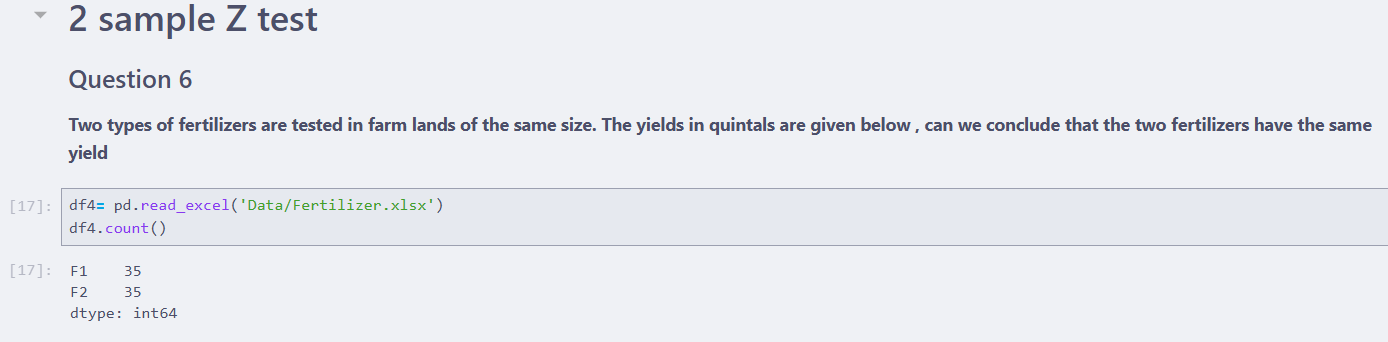 2 sample Z test
Question 6
Two types of fertilizers are tested in farm lands of the same size. The yields in quintals are given below , can we conclude that the two fertilizers have the same
yield
[17]: df4= pd.read_excel('Data/Fertilizer.xlsx')
df4.count()
[17]: F1    35
F2    35
dtype: int64